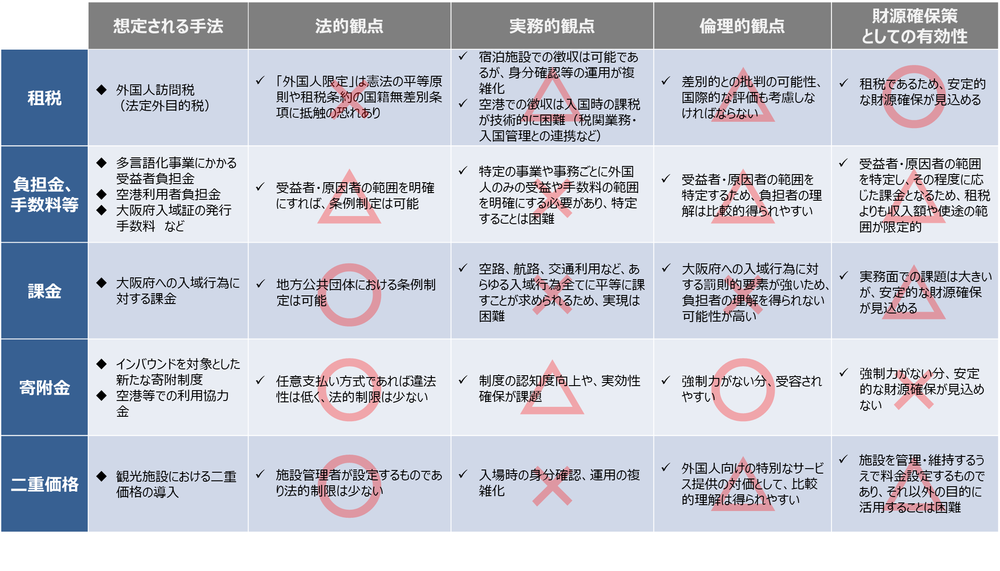 想定される手法
法的観点
実務的観点
倫理的観点
財源確保策
としての有効性
租税
◆ 外国人訪問税
（法定外目的税）
✓ 「外国人限定」は憲法の平等原
則や租税条約の国籍無差別条
項に抵触の恐れあり
✓ 宿泊施設での徴収は可能であ
るが、身分確認等の運用が複
雑化
✓ 空港での徴収は入国時の課税
が技術的に困難（税関業務・
入国管理との連携など）
✓ 差別的との批判の可能性、
国際的な評価も考慮しな
ければならない
✓ 租税であるため、安定的
な財源確保が見込める
負担金、
手数料等
◆ 多言語化事業にかかる
受益者負担金
◆ 空港利用者負担金
◆ 大阪府入域証の発行
手数料　など
✓ 受益者・原因者の範囲を明確
にすれば、条例制定は可能
✓ 特定の事業や事務ごとに外国
人のみの受益や手数料の範囲
を明確にする必要があり、特定
することは困難
✓ 受益者・原因者の範囲を
特定するため、負担者の理
解は比較的得られやすい
✓ 受益者・原因者の範囲
を特定し、その程度に応
じた課金となるため、租税
よりも収入額や使途の範
囲が限定的
課金
◆ 大阪府への入域行為に
対する課金
✓ 地方公共団体における条例制
定は可能
✓ 空路、航路、交通利用など、あ
らゆる入域行為全てに平等に課
すことが求められるため、実現は
困難
✓ 大阪府への入域行為に対
する罰則的要素が強いため、
負担者の理解を得られない
可能性が高い
✓ 実務面での課題は大きい
が、安定的な財源確保
が見込める
寄附金
◆ インバウンドを対象とした
新たな寄附制度
◆ 空港等での利用協力
金
✓ 任意支払い方式であれば違法
性は低く、法的制限は少ない
✓ 制度の認知度向上や、実効性
確保が課題
✓ 強制力がない分、受容され
やすい
✓ 強制力がない分、安定
的な財源確保が見込め
ない
二重価格
◆ 観光施設における二重
価格の導入
✓ 施設管理者が設定するものであ
り法的制限は少ない
✓ 入場時の身分確認、運用の複
雑化
✓ 外国人向けの特別なサービ
ス提供の対価として、比較
的理解は得られやすい
✓ 施設を管理・維持するう
えで料金設定するもので
あり、それ以外の目的に
活用することは困難